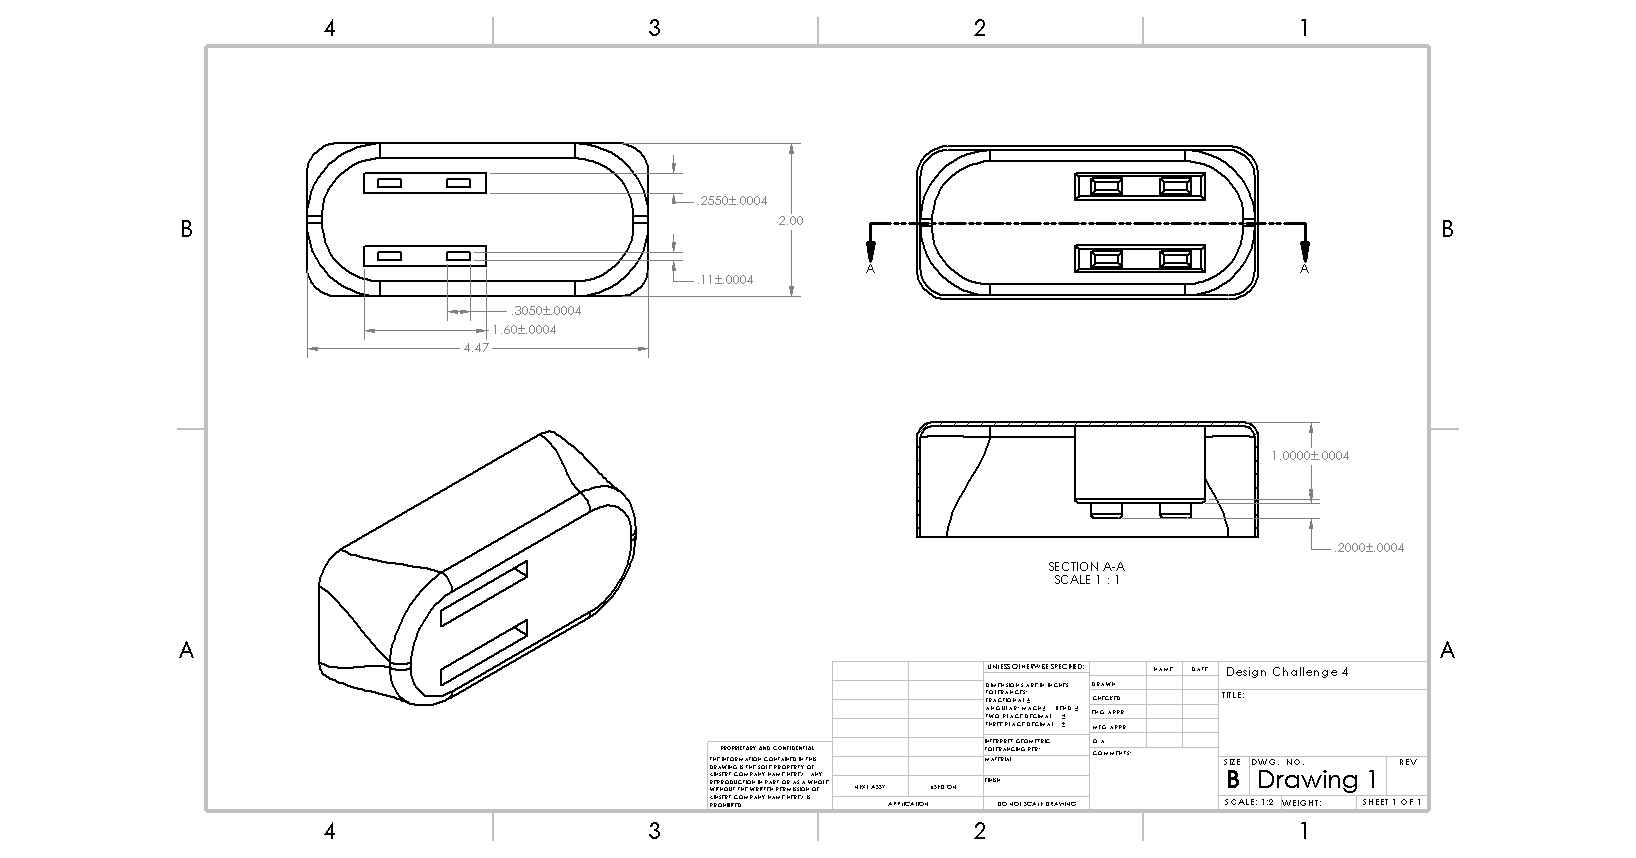 4 3 2 1
B B
.2550±.0004
2.00
.11±.0004
.3050±.0004
1.60±.0004
4.47
A A
1.0000±.0004
.2000±.0004
SECTION A-A
SCALE 1 : 1
A A
UNLESS OTHERWISE SPECIFIED:
DIMENSIONS ARE IN INCHES
TOLERANCES:
FRACTIONAL ±
ANGULAR: MACH ± BEND ±
TWO PLACE DECIMAL ±
THREE PLACE DECIMAL ±
INTERPRET GEOMETRIC
TOLERANCING PER:
MATERIAL
FINISH
DO NOT SCALE DRAWING
NAME DATE
DRAWN
CHECKED
ENG APPR.
MFG APPR.
Q.A.
COMMENTS:
Design Challenge 4
TITLE:
SIZE DWG. NO. REV
B Drawing 1
SCALE: 1:2 WEIGHT: SHEET 1 OF 1
PROPRIETARY AND CONFIDENTIAL
THE INFORMATION CONTAINED IN THIS
DRAWING IS THE SOLE PROPERTY OF
<INSERT COMPANY NAME HERE>. ANY
REPRODUCTION IN PART OR AS A WHOLE
WITHOUT THE WRITTEN PERMISSION OF
<INSERT COMPANY NAME HERE> IS
PROHIBITED.
NEXT ASSY USED ON
APPLICATION
4 3 2 1